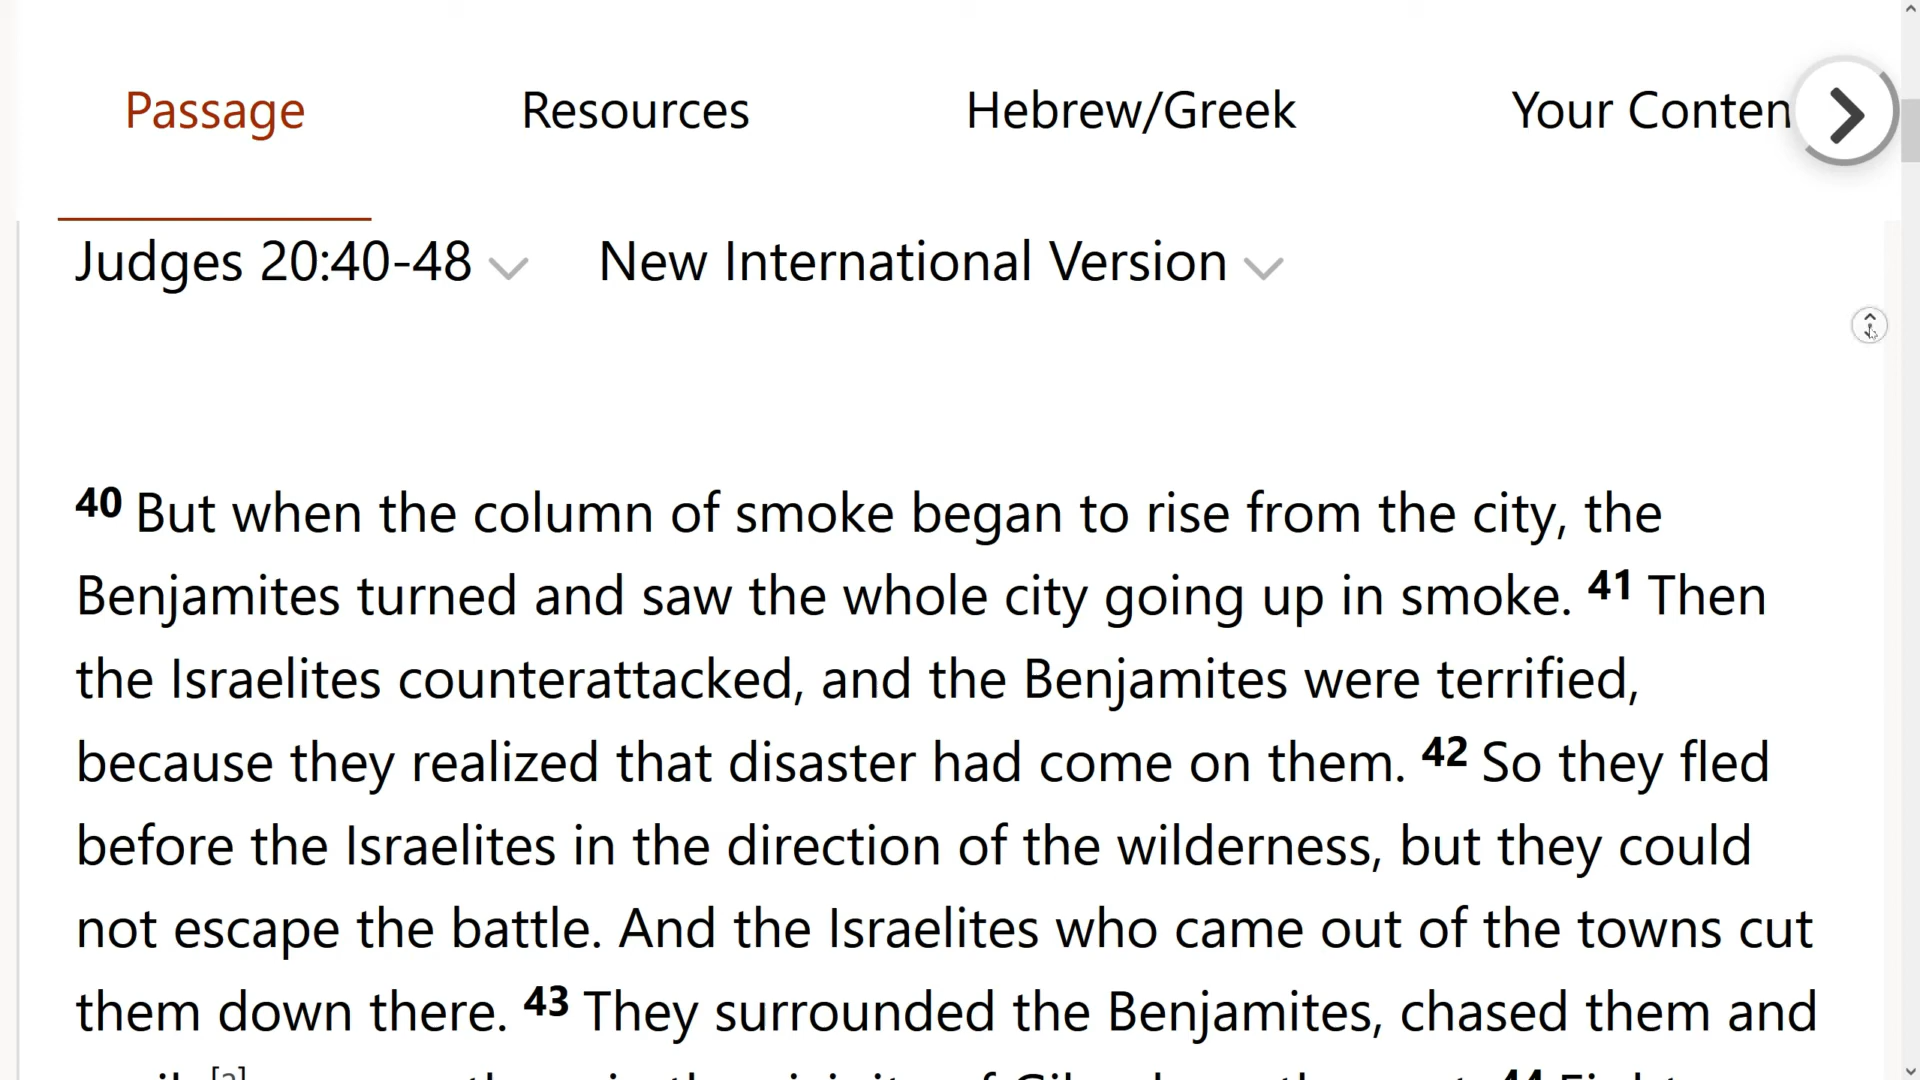 Passage Resources Hebrew/Greek Your Conten
Judges 20:40-48 New International Version
40 But when the column of smoke began to rise from the city, the
Benjamites turned and saw the whole city going up in smoke. 41 Then
the Israelites counterattacked, and the Benjamites were terrified,
because they realized that disaster had come on them. 42 So they fled
before the Israelites in the direction of the wilderness, but they could
not escape the battle. And the Israelites who came out of the towns cut
them down there. 43 They surrounded the Benjamites, chased them and